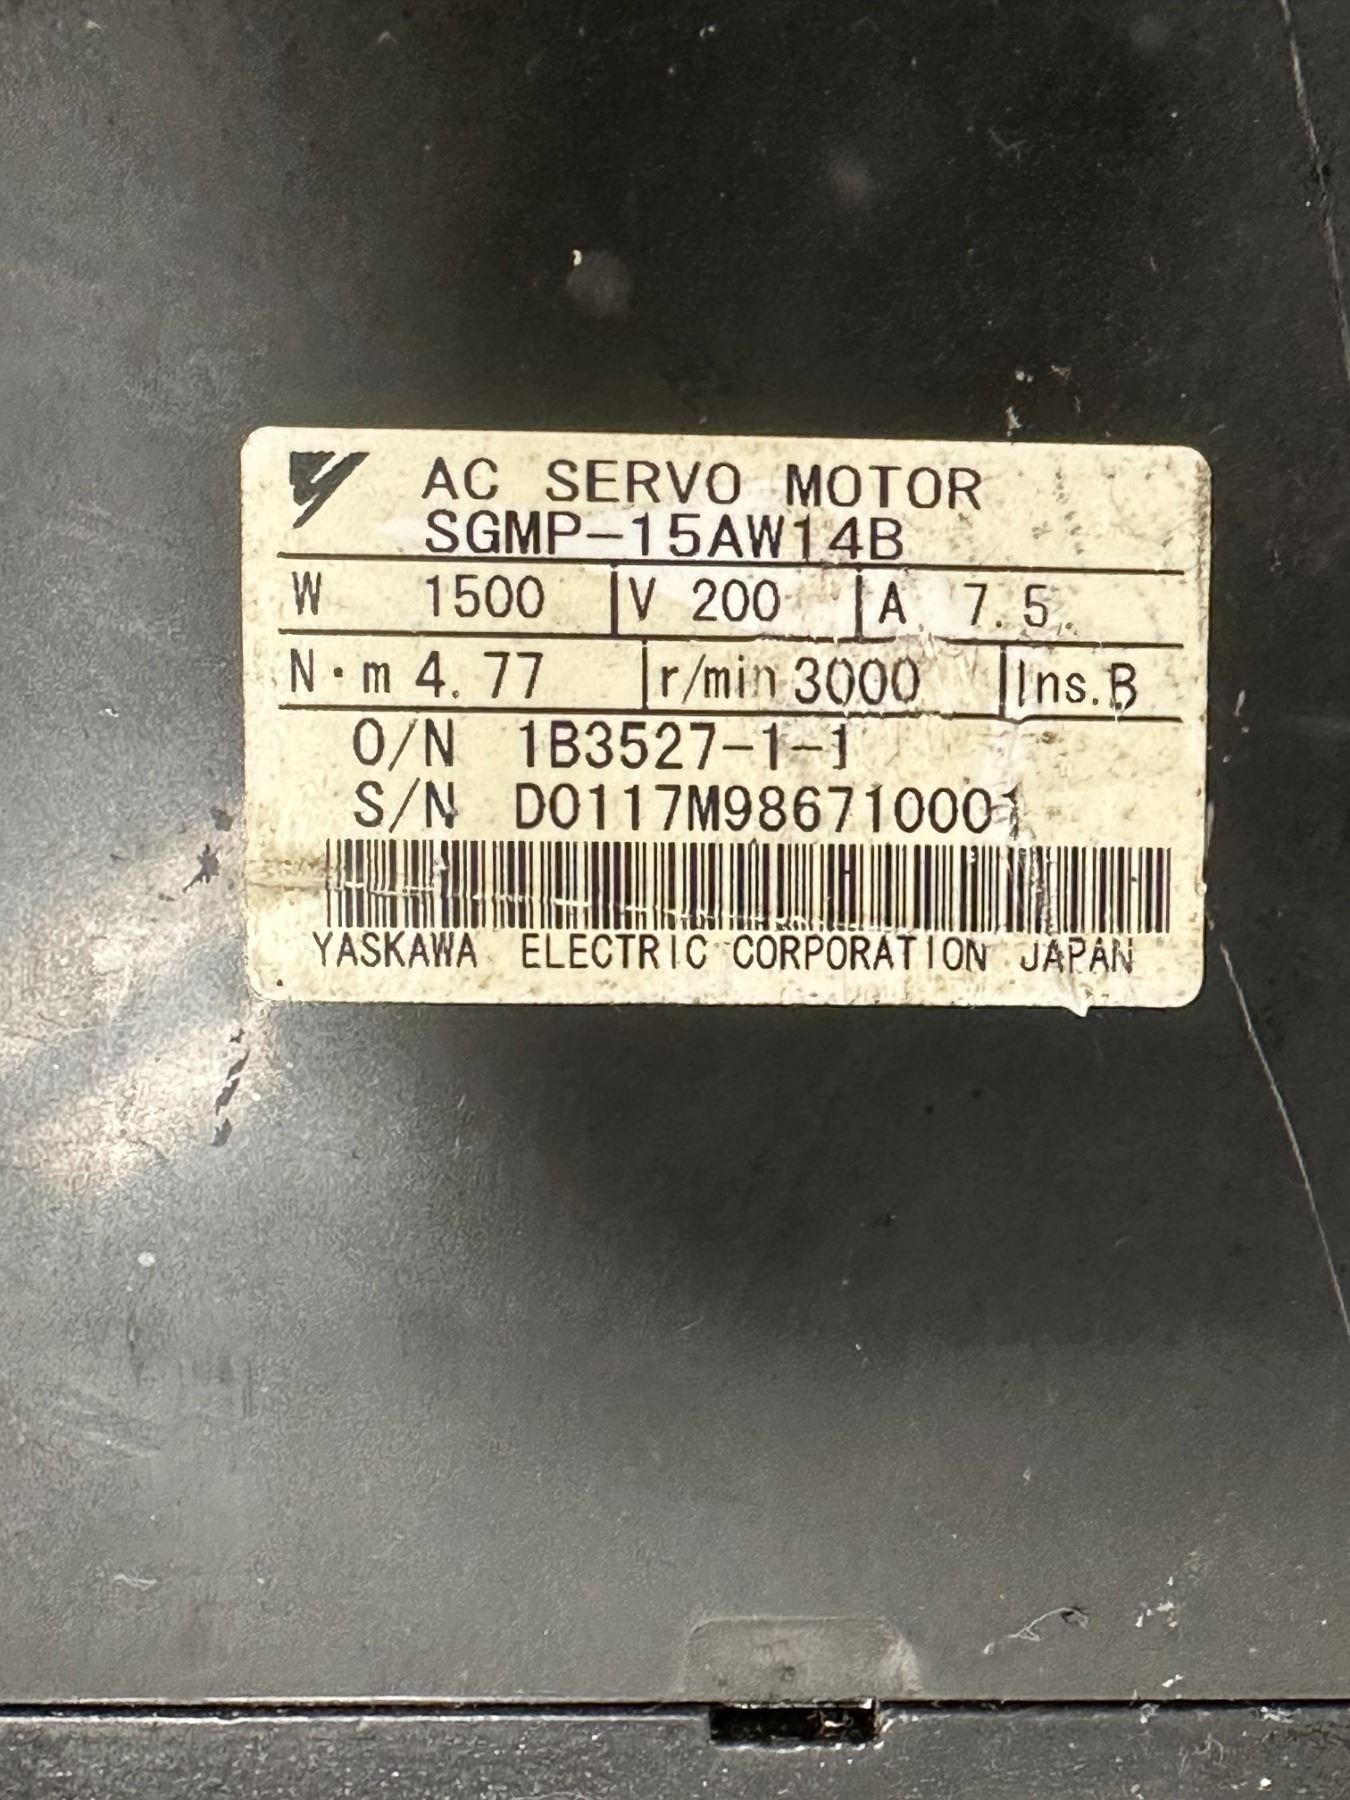 AC SERVO MOTOR
SGMP-15AW14B
W 1500 V 200 A 7.5
N·m 4.77 r/min 3000 Ins.B
O/N 1B3527-1-1
S/N D0117M986710001
YASKAWA ELECTRIC CORPORATION JAPAN